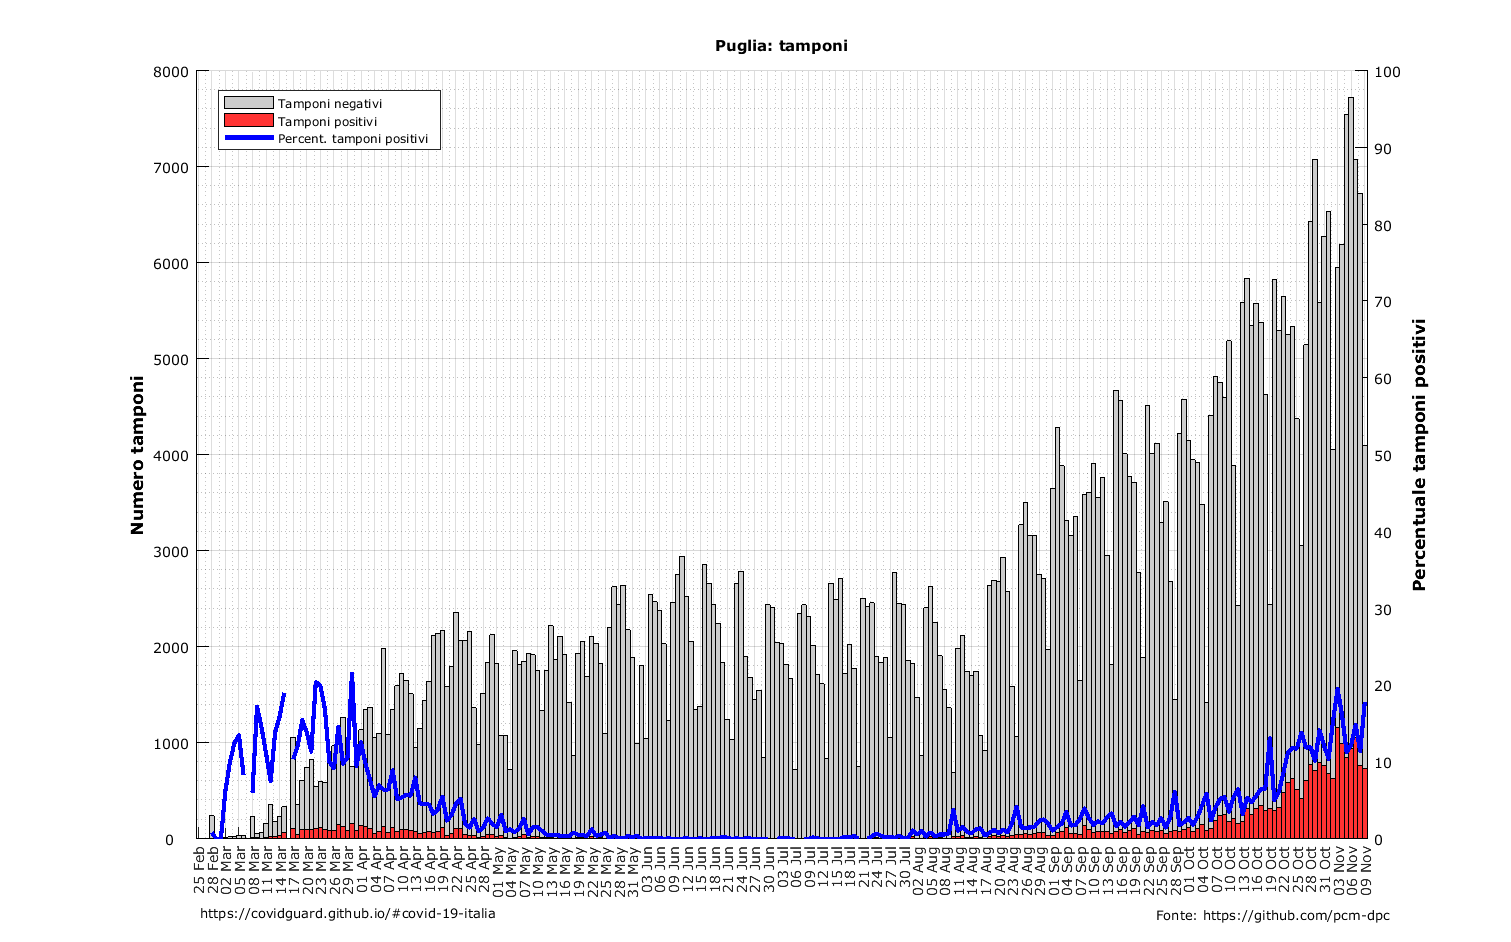 Puglia: tamponi
Tamponi negativi
Tamponi positivi
Percent. tamponi positivi
Numero tamponi
8000
7000
6000
5000
4000
3000
2000
1000
0
Percentuale tamponi positivi
100
90
80
70
60
50
40
30
20
10
0
25 Feb
28 Feb
02 Mar
05 Mar
08 Mar
11 Mar
14 Mar
17 Mar
20 Mar
23 Mar
26 Mar
29 Mar
01 Apr
04 Apr
07 Apr
10 Apr
13 Apr
16 Apr
19 Apr
22 Apr
25 Apr
28 Apr
01 May
04 May
07 May
10 May
13 May
16 May
19 May
22 May
25 May
28 May
31 May
03 Jun
06 Jun
09 Jun
12 Jun
15 Jun
18 Jun
21 Jun
24 Jun
27 Jun
30 Jun
03 Jul
06 Jul
09 Jul
12 Jul
15 Jul
18 Jul
21 Jul
24 Jul
27 Jul
30 Jul
02 Aug
05 Aug
08 Aug
11 Aug
14 Aug
17 Aug
20 Aug
23 Aug
26 Aug
29 Aug
01 Sep
04 Sep
07 Sep
10 Sep
13 Sep
16 Sep
19 Sep
22 Sep
25 Sep
28 Sep
01 Oct
04 Oct
07 Oct
10 Oct
13 Oct
16 Oct
19 Oct
22 Oct
25 Oct
28 Oct
31 Oct
03 Nov
06 Nov
09 Nov
https://covidguard.github.io/#covid-19-italia
Fonte: https://github.com/pcm-dpc